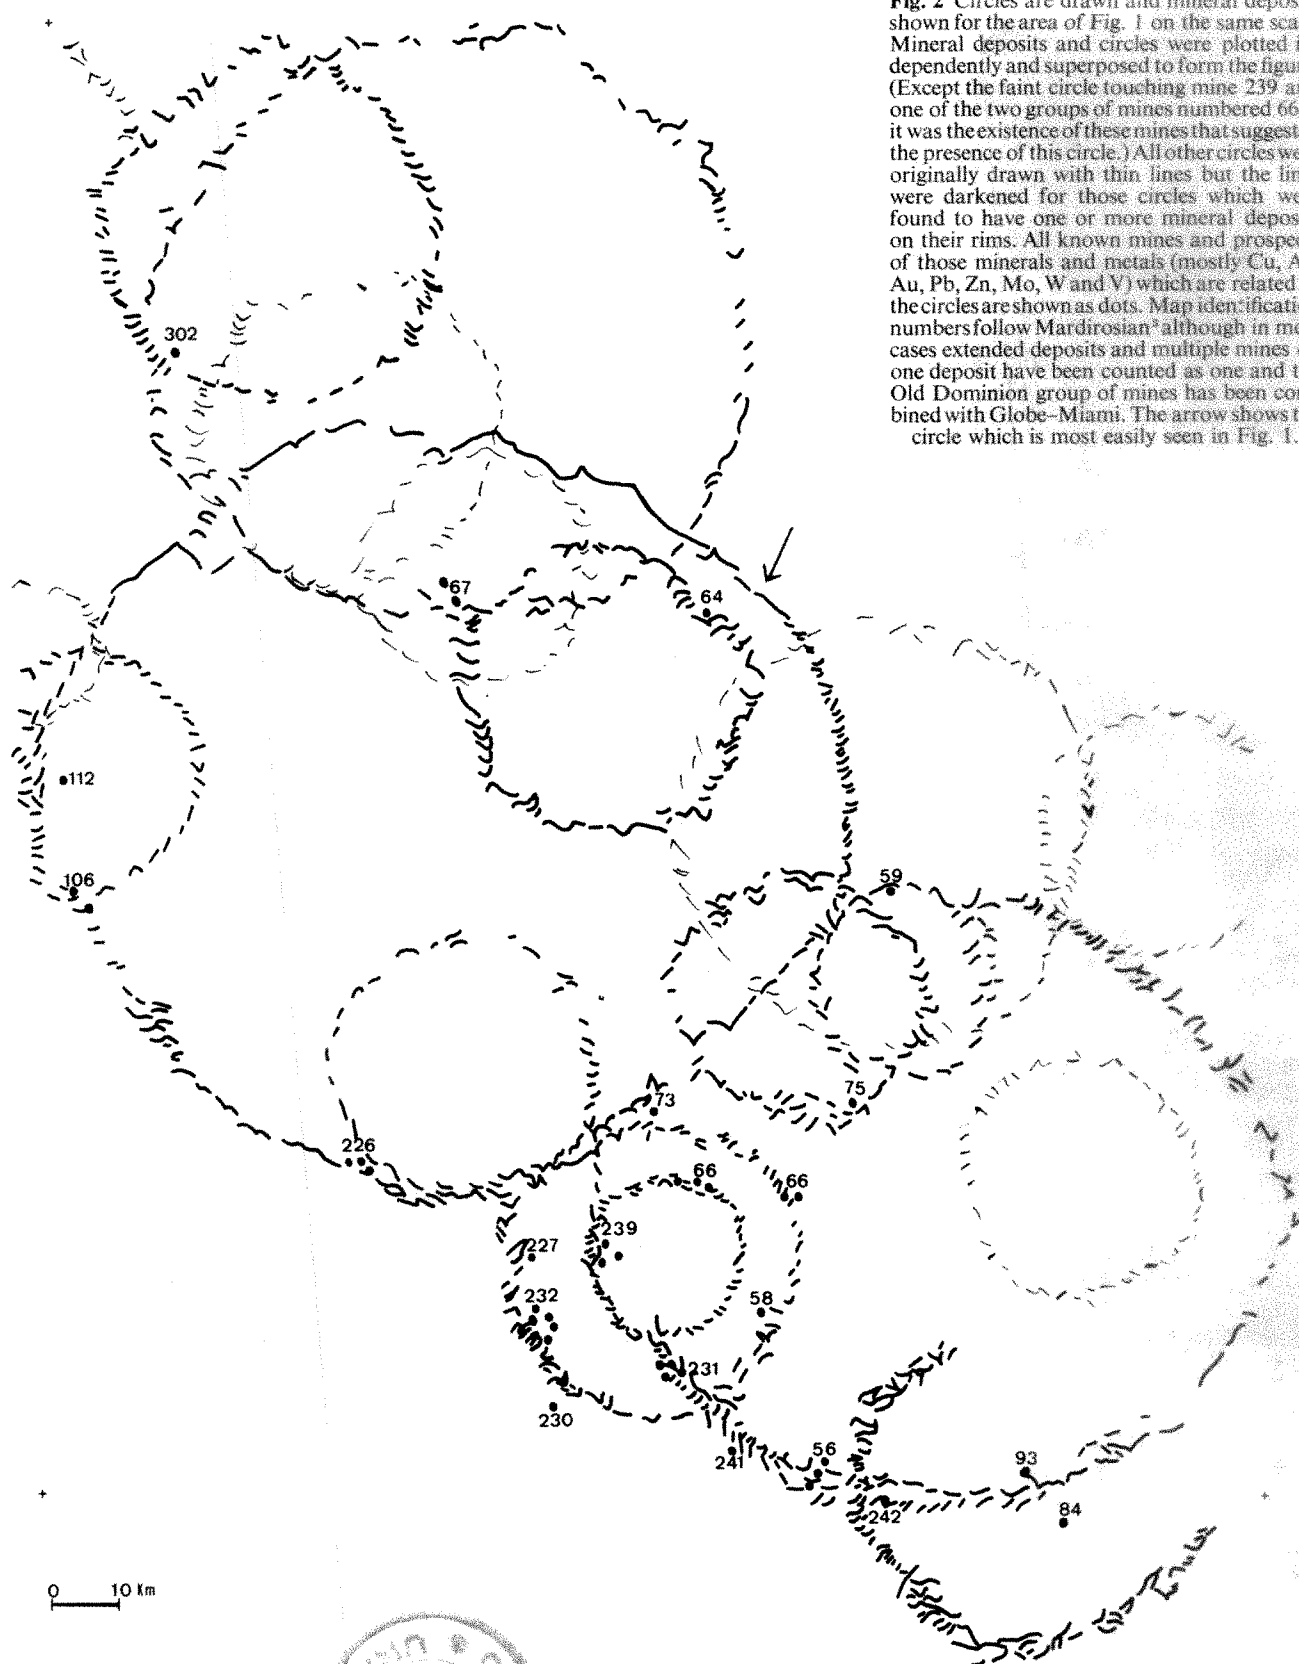 Fig. 2 Circles are drawn and mineral depos
shown for the area of Fig. 1 on the same sca
Mineral deposits and circles were plotted i
dependently and superposed to form the figu
(Except the faint circle touching mine 239 a
one of the two groups of mines numbered 66
it was the existence of these mines that suggest
the presence of this circle.) All other circles we
originally drawn with thin lines but the lin
were darkened for those circles which we
found to have one or more mineral depos
on their rims. All known mines and prospe
of those minerals and metals (mostly Cu, A
Au, Pb, Zn, Mo, W and V) which are related
the circles are shown as dots. Map identificati
numbers follow Mardirosian⁸ although in mo
cases extended deposits and multiple mines
one deposit have been counted as one and t
Old Dominion group of mines has been co
bined with Globe–Miami. The arrow shows t
circle which is most easily seen in Fig. 1.
302
67
64
112
106
59
75
73
226
66
66
239
227
232
58
231
230
241
56
93
242
84
0 10 Km